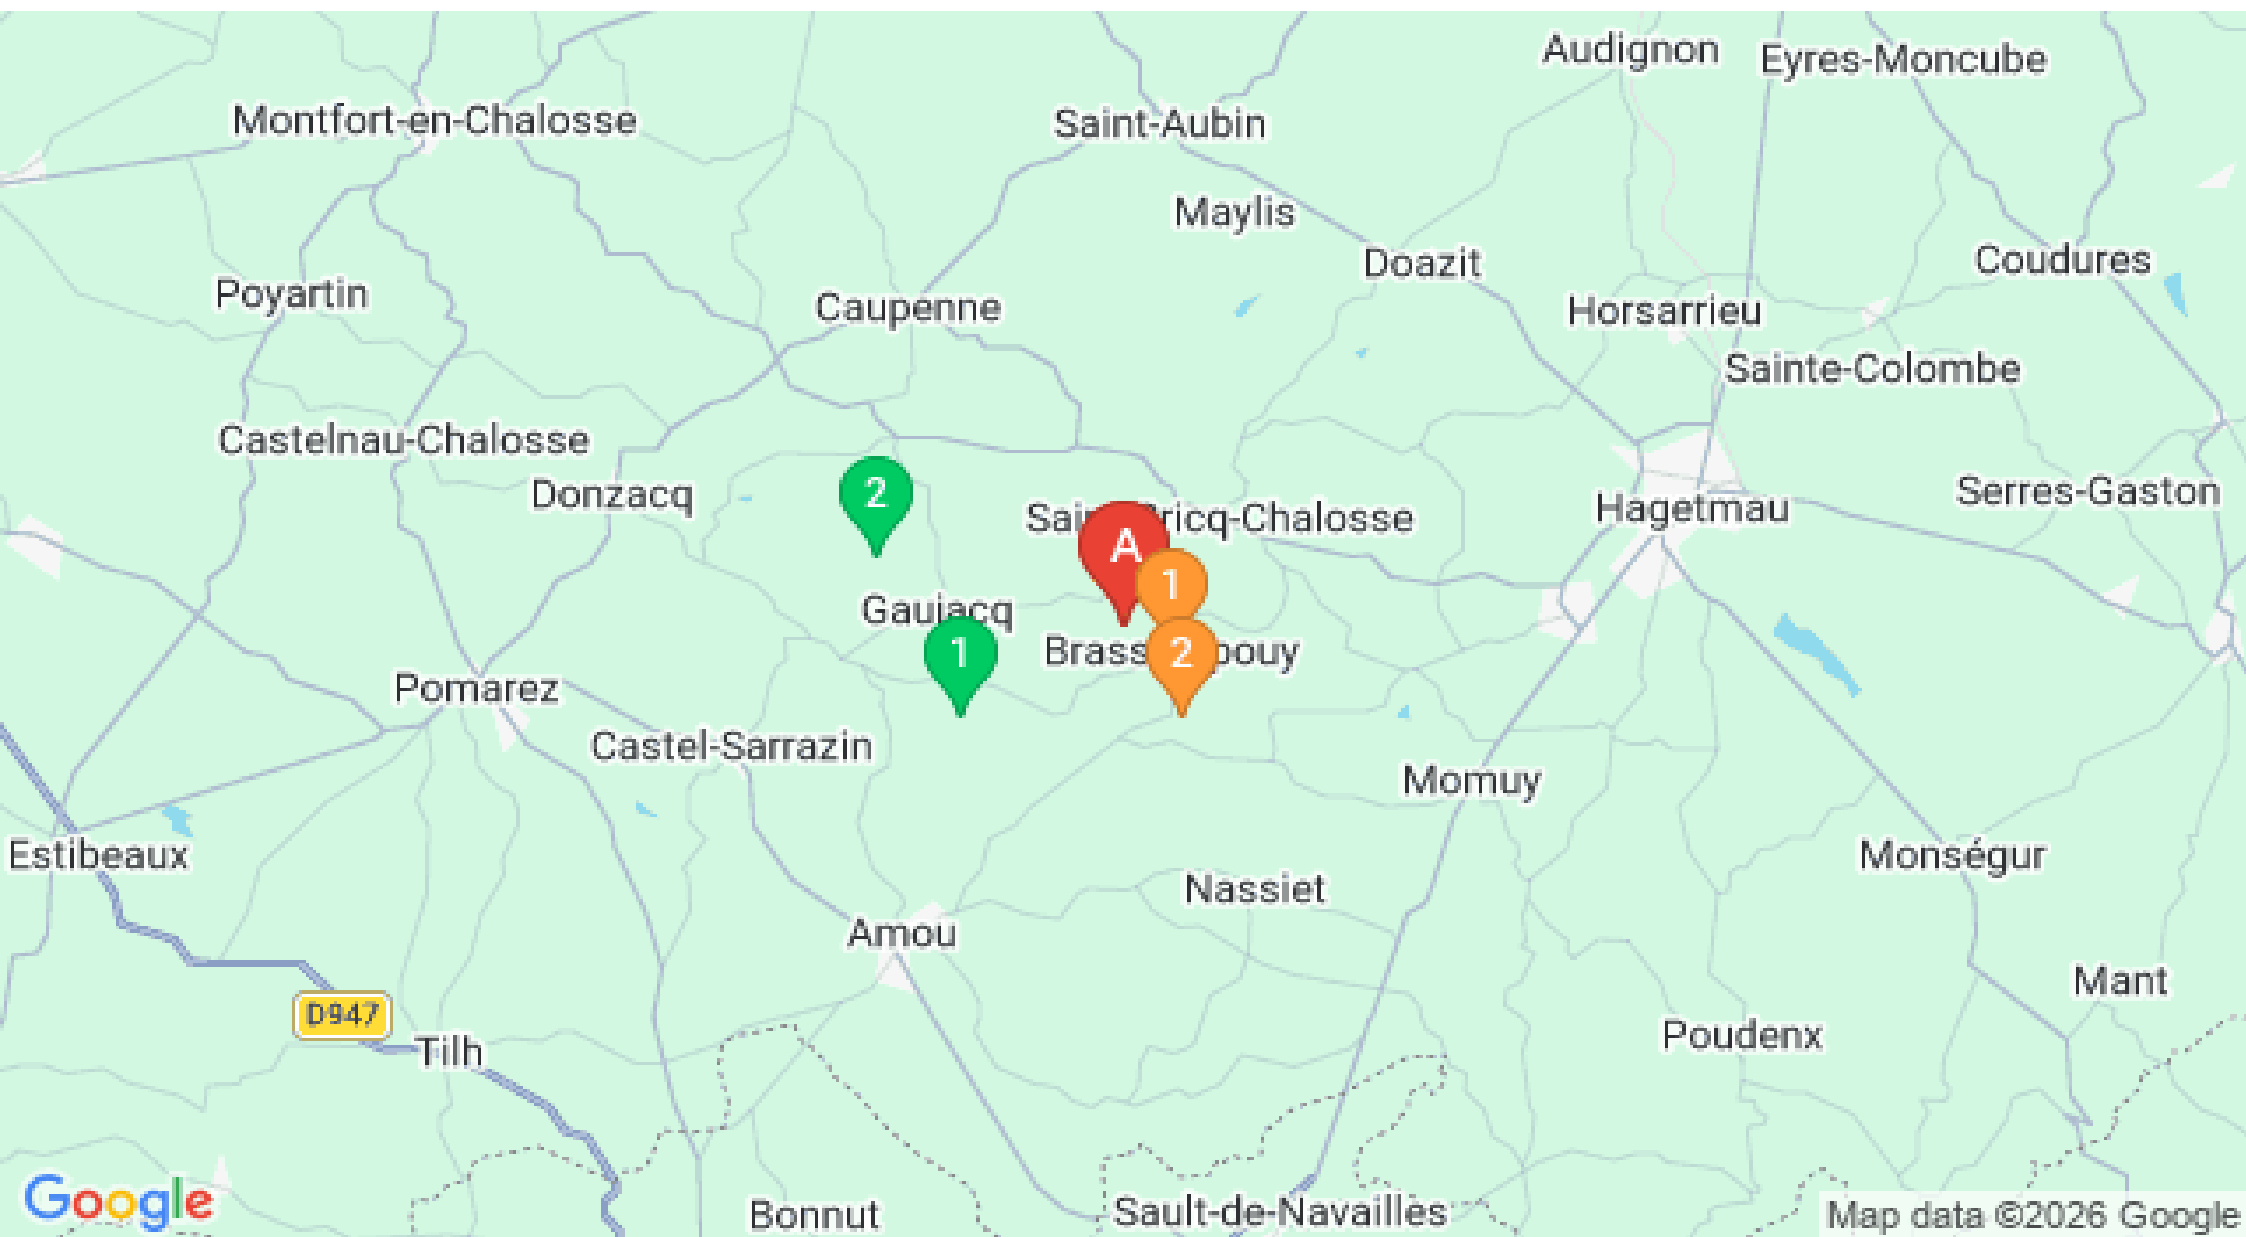 Audignon
Eyres-Moncube
Montfort-en-Chalosse
Saint-Aubin
Maylis
Doazit
Coudures
Poyartin
Caupenne
Horsarrieu
Sainte-Colombe
Castelnau-Chalosse
Donzacq
2
Serres-Gaston
Hagetmau
ricq-Chalosse
A
1
Gaujacq
1
2
Pomarez
Castel-Sarrazin
Momuy
Estibeaux
Monségur
Nassiet
Amou
Mant
D947
Poudenx
Tilh
Google
Bonnut
Sault-de-Navailles
Map data ©2026 Google